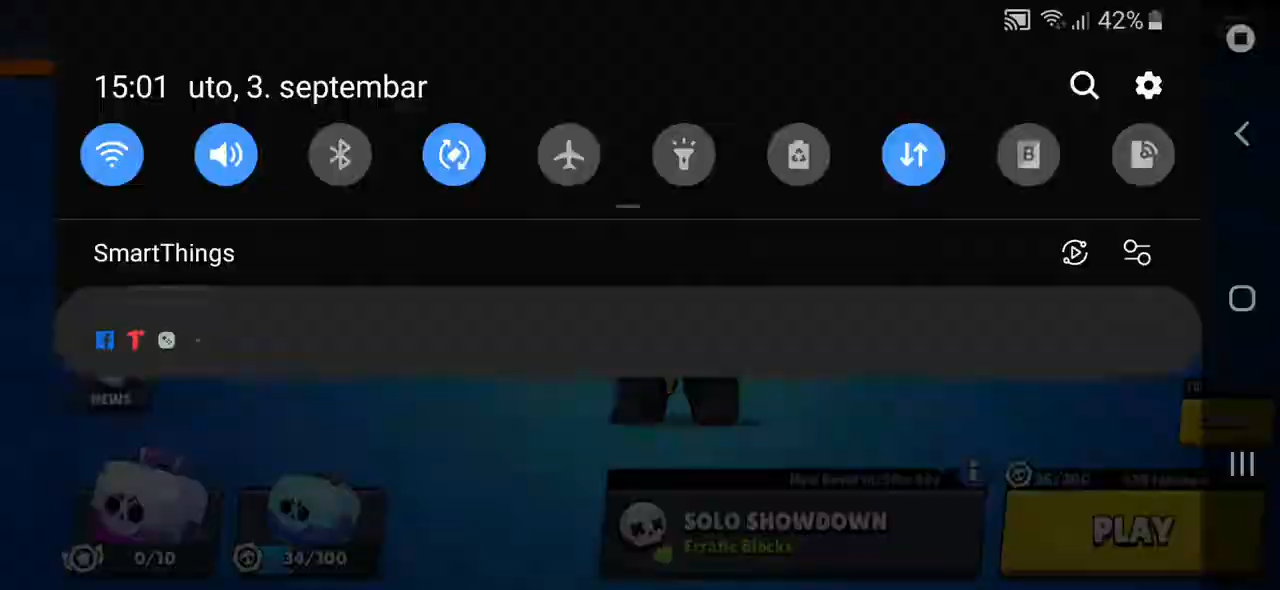 42%
15:01 uto, 3. septembar
SmartThings
NEWS
SOLO SHOWDOWN
Erratic Blocks
0/10
34/100
PLAY